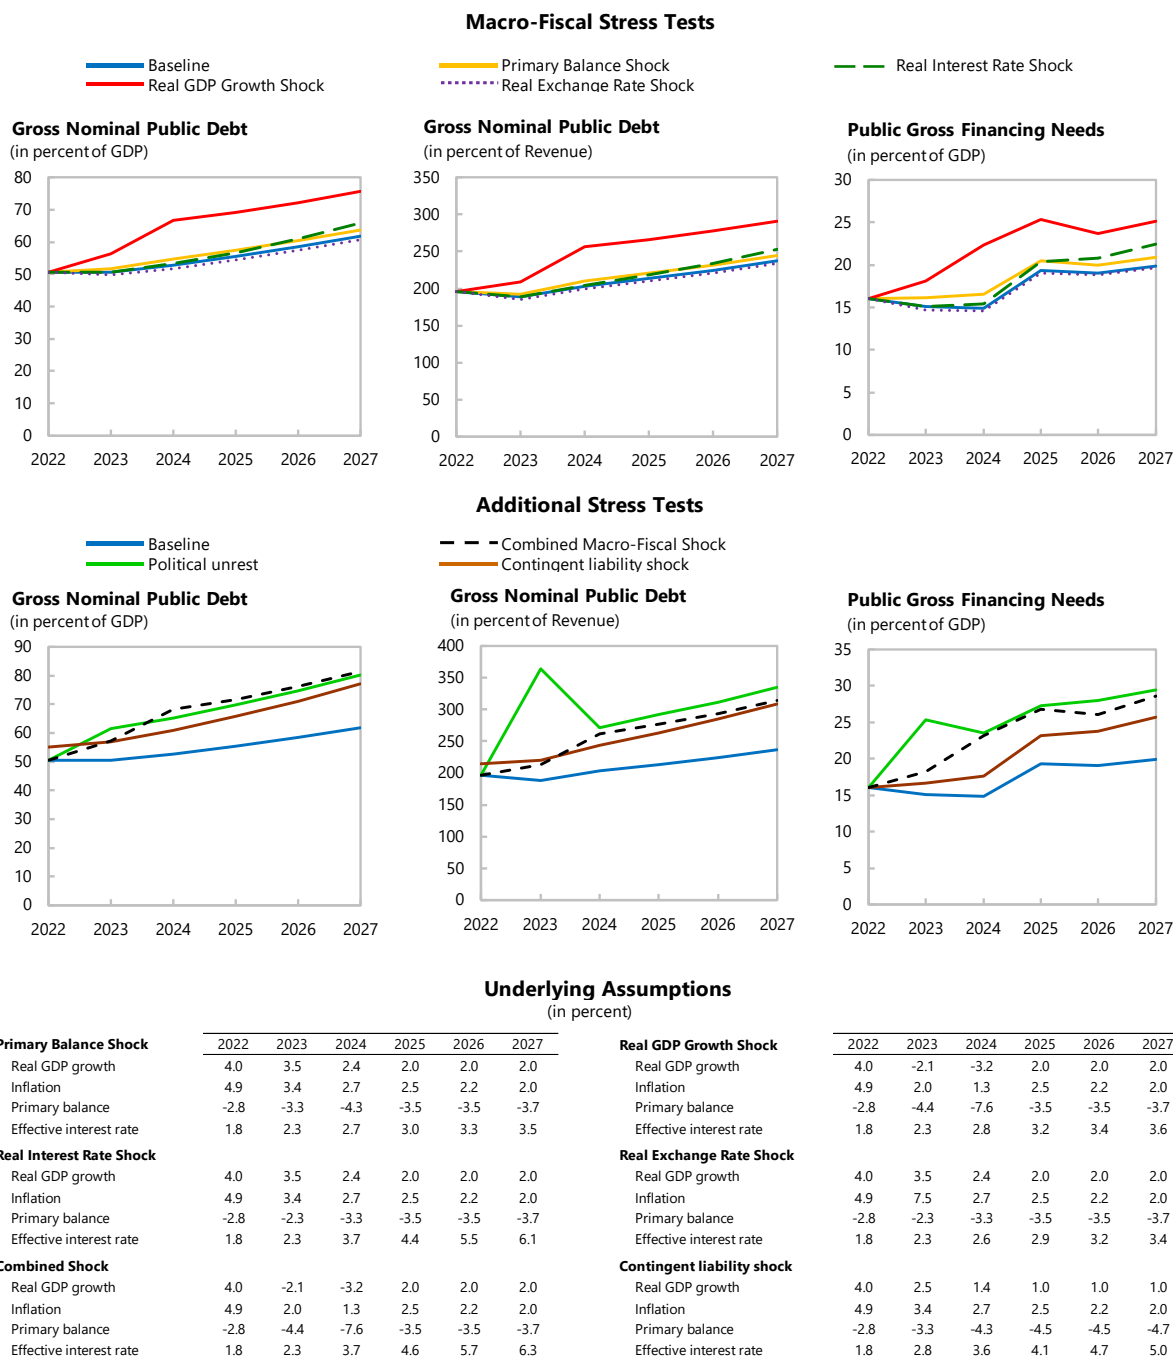 Macro-Fiscal Stress Tests
Baseline
Primary Balance Shock
Real Interest Rate Shock
Real GDP Growth Shock
Real Exchange Rate Shock
Gross Nominal Public Debt
(in percent of GDP)
80
70
60
50
40
30
20
10
0
2022 2023 2024 2025 2026 2027
Gross Nominal Public Debt
(in percent of Revenue)
350
300
250
200
150
100
50
0
2022 2023 2024 2025 2026 2027
Public Gross Financing Needs
(in percent of GDP)
30
25
20
15
10
5
0
2022 2023 2024 2025 2026 2027
Additional Stress Tests
Baseline
Combined Macro-Fiscal Shock
Political unrest
Contingent liability shock
Gross Nominal Public Debt
(in percent of GDP)
90
80
70
60
50
40
30
20
10
0
2022 2023 2024 2025 2026 2027
Gross Nominal Public Debt
(in percent of Revenue)
400
350
300
250
200
150
100
50
0
2022 2023 2024 2025 2026 2027
Public Gross Financing Needs
(in percent of GDP)
35
30
25
20
15
10
5
0
2022 2023 2024 2025 2026 2027
Underlying Assumptions
(in percent)
Primary Balance Shock 2022 2023 2024 2025 2026 2027
Real GDP growth 4.0 3.5 2.4 2.0 2.0 2.0
Inflation 4.9 3.4 2.7 2.5 2.2 2.0
Primary balance -2.8 -3.3 -4.3 -3.5 -3.5 -3.7
Effective interest rate 1.8 2.3 2.7 3.0 3.3 3.5
Real Interest Rate Shock
Real GDP growth 4.0 3.5 2.4 2.0 2.0 2.0
Inflation 4.9 3.4 2.7 2.5 2.2 2.0
Primary balance -2.8 -2.3 -3.3 -3.5 -3.5 -3.7
Effective interest rate 1.8 2.3 3.7 4.4 5.5 6.1
Combined Shock
Real GDP growth 4.0 -2.1 -3.2 2.0 2.0 2.0
Inflation 4.9 2.0 1.3 2.5 2.2 2.0
Primary balance -2.8 -4.4 -7.6 -3.5 -3.5 -3.7
Effective interest rate 1.8 2.3 3.7 4.6 5.7 6.3
Real GDP Growth Shock 2022 2023 2024 2025 2026 2027
Real GDP growth 4.0 -2.1 -3.2 2.0 2.0 2.0
Inflation 4.9 2.0 1.3 2.5 2.2 2.0
Primary balance -2.8 -4.4 -7.6 -3.5 -3.5 -3.7
Effective interest rate 1.8 2.3 2.8 3.2 3.4 3.6
Real Exchange Rate Shock
Real GDP growth 4.0 3.5 2.4 2.0 2.0 2.0
Inflation 4.9 7.5 2.7 2.5 2.2 2.0
Primary balance -2.8 -2.3 -3.3 -3.5 -3.5 -3.7
Effective interest rate 1.8 2.3 2.6 2.9 3.2 3.4
Contingent liability shock
Real GDP growth 4.0 2.5 1.4 1.0 1.0 1.0
Inflation 4.9 3.4 2.7 2.5 2.2 2.0
Primary balance -2.8 -3.3 -4.3 -4.5 -4.5 -4.7
Effective interest rate 1.8 2.8 3.6 4.1 4.7 5.0